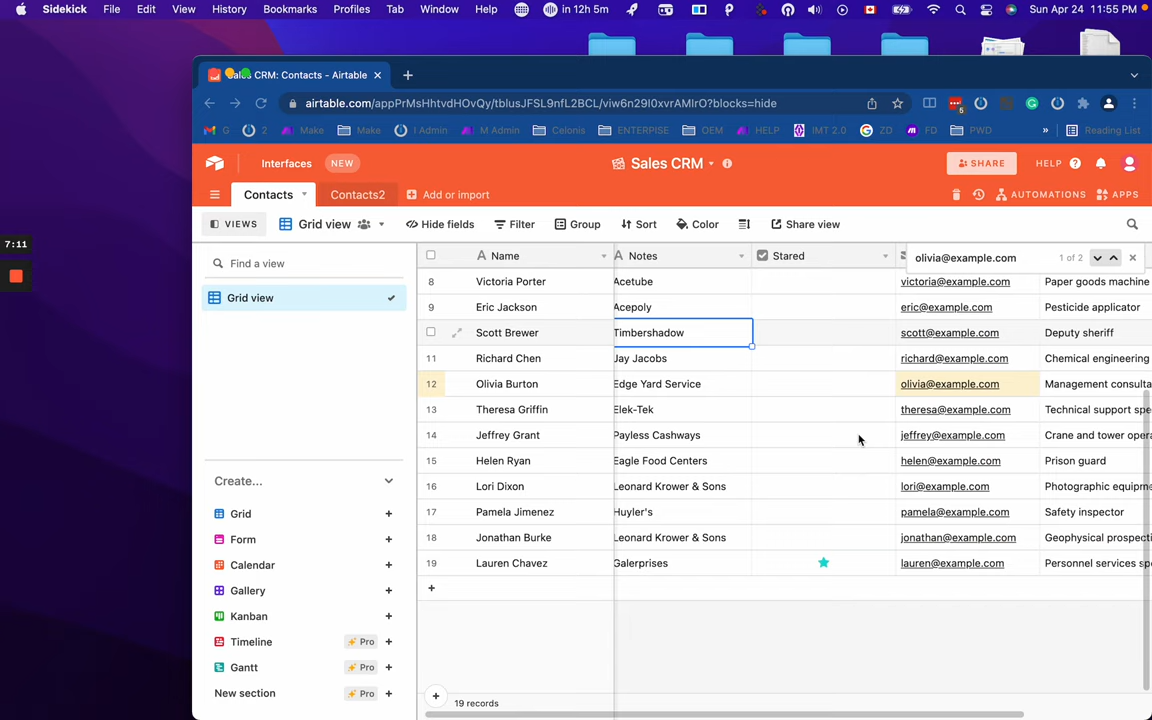 Sidekick File Edit View History Bookmarks Profiles Tab Window Help in 12h 5m Sun Apr 24 11:55 PM
Sales CRM: Contacts - Airtable
airtable.com/appPrMsHhtvdHOvQy/tblusJFSL9nfL2BCL/viw6n29I0xvrAMlrO?blocks=hide
G 2 Make Make I Admin M Admin Celonis ENTERPRISE OEM HELP IMT 2.0 ZD FD PWD » Reading List
Interfaces NEW Sales CRM SHARE HELP
Contacts Contacts2 Add or import AUTOMATIONS APPS
VIEWS Grid view Hide fields Filter Group Sort Color Share view
7:11
Find a view
Grid view
Name Notes Stared olivia@example.com 1 of 2
8 Victoria Porter Acetube victoria@example.com Paper goods machine
9 Eric Jackson Acepoly eric@example.com Pesticide applicator
Scott Brewer Timbershadow scott@example.com Deputy sheriff
11 Richard Chen Jay Jacobs richard@example.com Chemical engineering
12 Olivia Burton Edge Yard Service olivia@example.com Management consulta
13 Theresa Griffin Elek-Tek theresa@example.com Technical support spe
14 Jeffrey Grant Payless Cashways jeffrey@example.com Crane and tower opera
15 Helen Ryan Eagle Food Centers helen@example.com Prison guard
16 Lori Dixon Leonard Krower & Sons lori@example.com Photographic equipme
17 Pamela Jimenez Huyler's pamela@example.com Safety inspector
18 Jonathan Burke Leonard Krower & Sons jonathan@example.com Geophysical prospecti
19 Lauren Chavez Galerprises lauren@example.com Personnel services sp
Create...
Grid
Form
Calendar
Gallery
Kanban
Timeline Pro
Gantt Pro
New section Pro
19 records